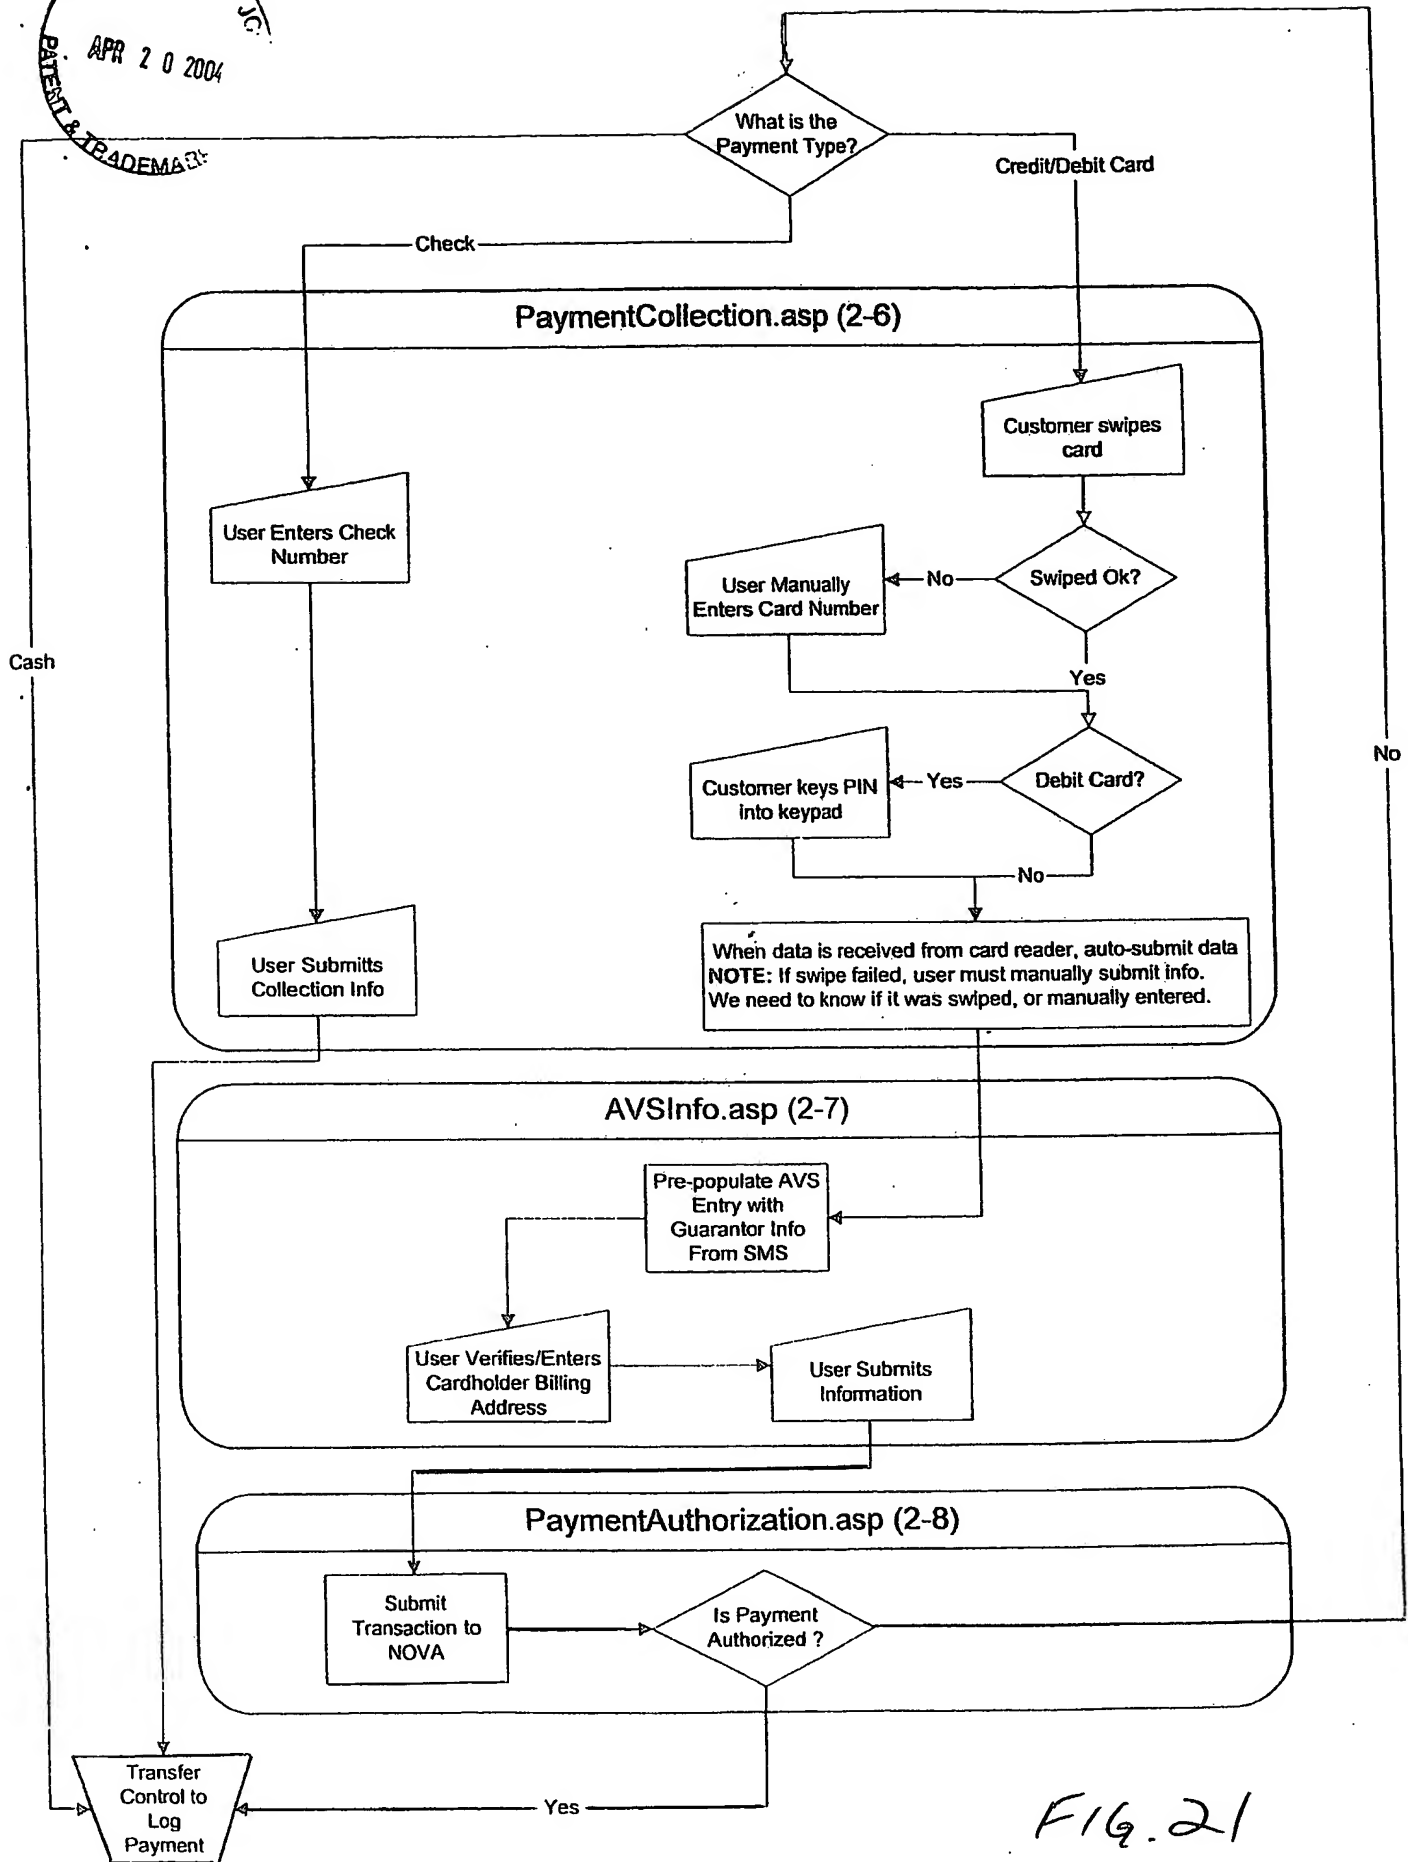 APR 20 2004
PATENT & TRADEMARK
What is the
Payment Type?
Credit/Debit Card
Check
PaymentCollection.asp (2-6)
Customer swipes
card
User Enters Check
Number
Swiped Ok?
No
User Manually
Enters Card Number
Cash
Yes
No
Debit Card?
Yes
Customer keys PIN
into keypad
No
When data is received from card reader, auto-submit data
NOTE: If swipe failed, user must manually submit info.
We need to know if it was swiped, or manually entered.
User Submitts
Collection Info
AVSInfo.asp (2-7)
Pre-populate AVS
Entry with
Guarantor Info
From SMS
User Verifies/Enters
Cardholder Billing
Address
User Submits
Information
PaymentAuthorization.asp (2-8)
Submit
Transaction to
NOVA
Is Payment
Authorized ?
Transfer
Control to
Log
Payment
Yes
FIG. 21